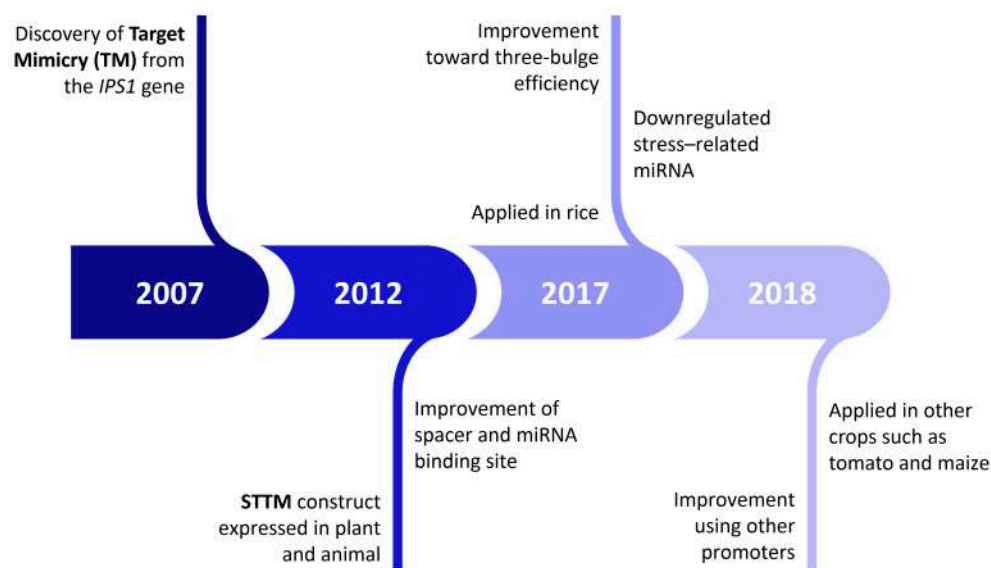 Discovery of Target
Mimicry (TM) from
the IPS1 gene
Improvement
toward three-bulge
efficiency
Downregulated
stress–related
miRNA
Applied in rice
2007
2012
2017
2018
Improvement of
spacer and miRNA
binding site
STTM construct
expressed in plant
and animal
Applied in other
crops such as
tomato and maize
Improvement
using other
promoters